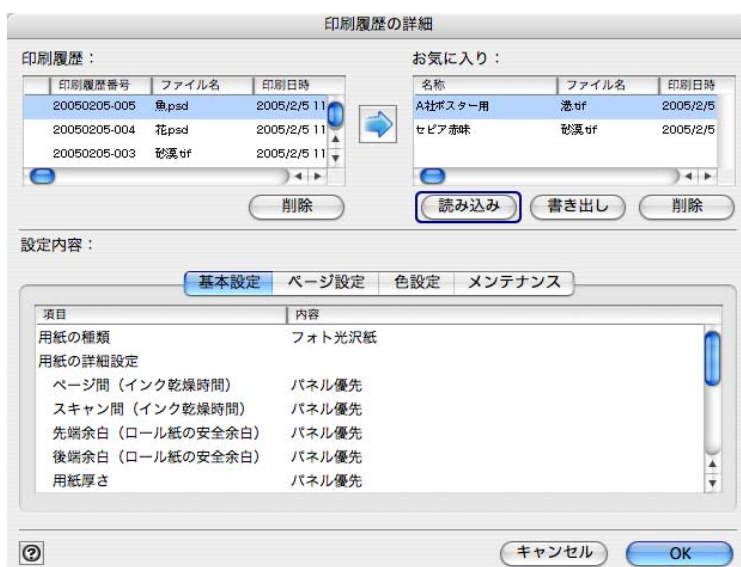 印刷履歴の詳細
印刷履歴：
お気に入り：
印刷履歴番号 ファイル名 印刷日時
20050205-005 魚.psd 2005/2/5 11
20050205-004 花.psd 2005/2/5 11
20050205-003 砂漠.tif 2005/2/5 11
名称 ファイル名 印刷日時
A社ポスター用 港.tif 2005/2/5
セピア赤味 砂漠.tif 2005/2/5
削除
読み込み 書き出し 削除
設定内容：
基本設定 ページ設定 色設定 メンテナンス
項目 内容
用紙の種類 フォト光沢紙
用紙の詳細設定
ページ間（インク乾燥時間） パネル優先
スキャン間（インク乾燥時間） パネル優先
先端余白（ロール紙の安全余白） パネル優先
後端余白（ロール紙の安全余白） パネル優先
用紙厚さ パネル優先
? キャンセル OK